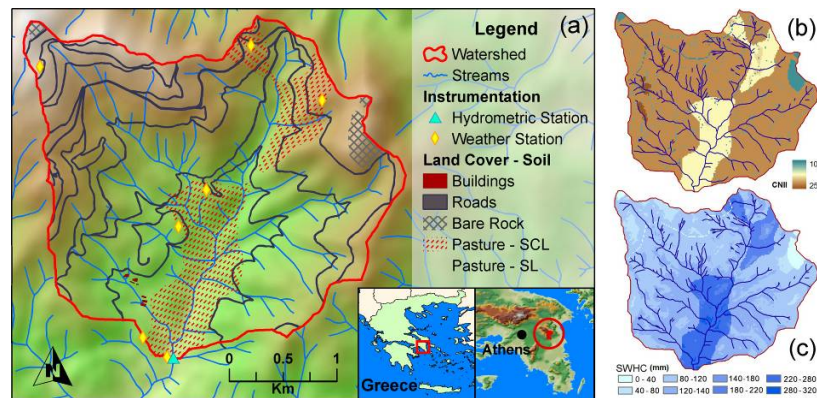 (a)
Legend
Watershed
Streams
Instrumentation
Hydrometric Station
Weather Station
Land Cover - Soil
Buildings
Roads
Bare Rock
Pasture - SCL
Pasture - SL
N
0 0.5 1
Km
Greece
Athens
(b)
CNII
(c)
SWHC (mm)
0 - 40 80 -120 140 -180 220 - 280
40 - 80 120 - 140 180 - 220 280 - 320